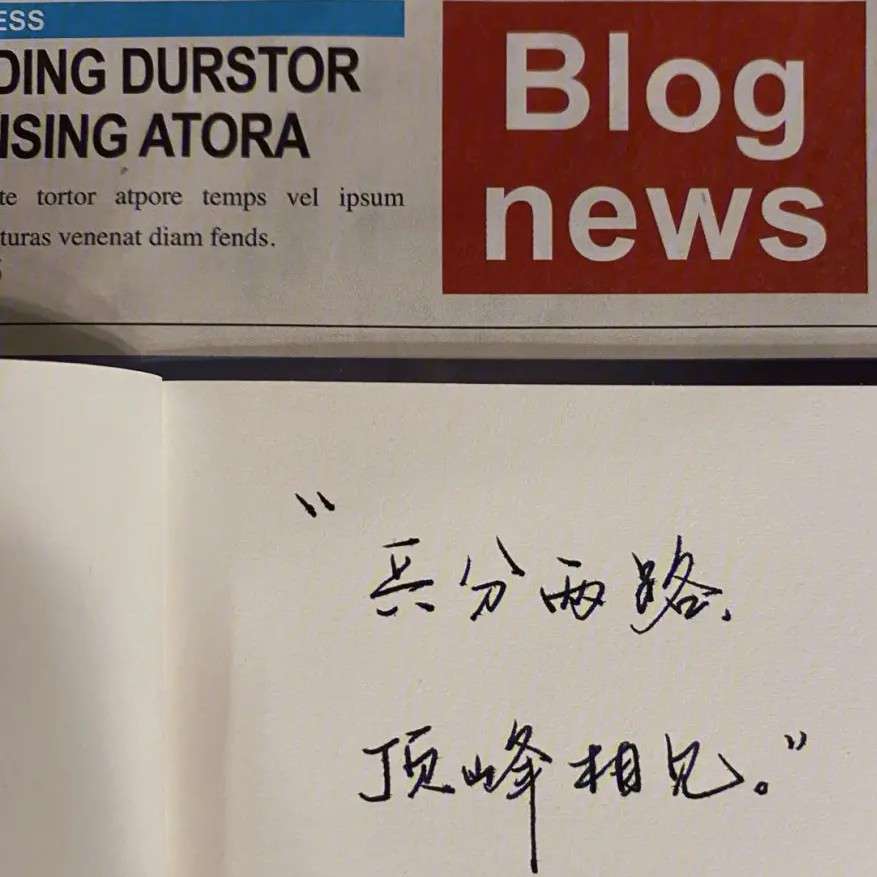 ESS
DING DURSTOR
ISING ATORA
te tortor atpore temps vel ipsum
turas venenat diam fends.
Blog
news
“兵分两路,
顶峰相见。”